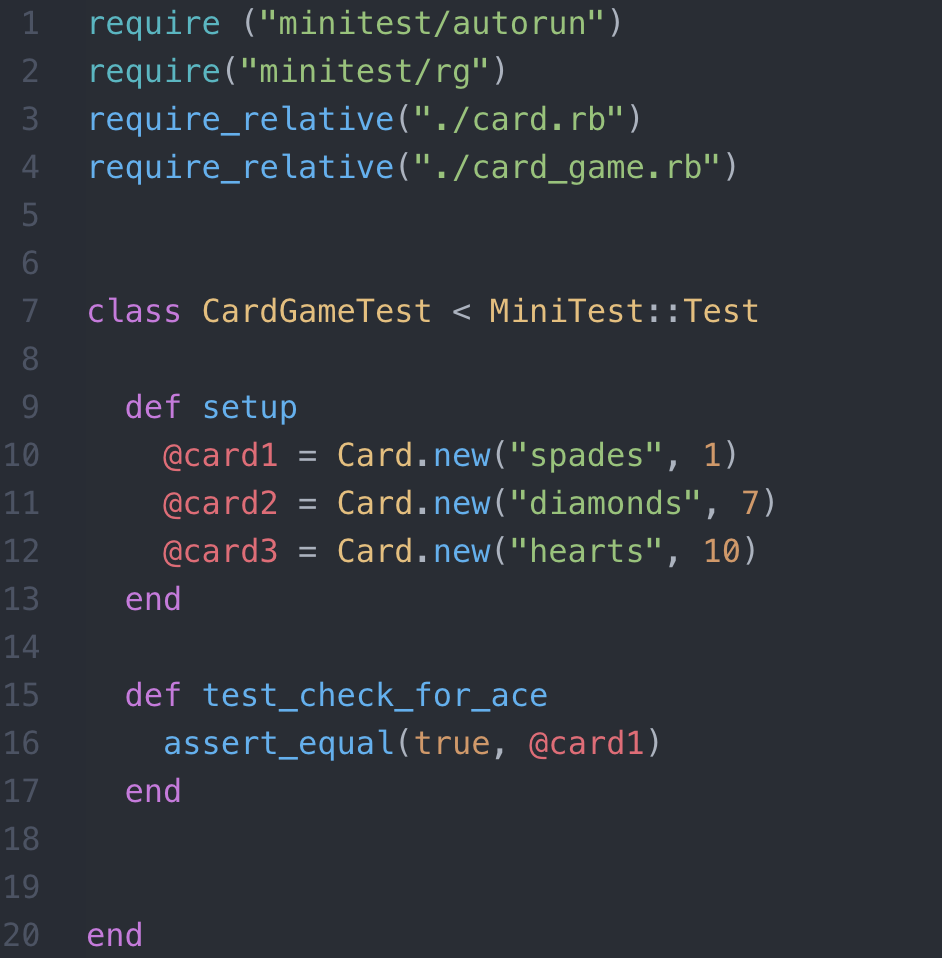 1 require ("minitest/autorun")
2 require("minitest/rg")
3 require_relative("./card.rb")
4 require_relative("./card_game.rb")
5
6
7 class CardGameTest < MiniTest::Test
8
9   def setup
10     @card1 = Card.new("spades", 1)
11     @card2 = Card.new("diamonds", 7)
12     @card3 = Card.new("hearts", 10)
13   end
14
15   def test_check_for_ace
16     assert_equal(true, @card1)
17   end
18
19
20 end